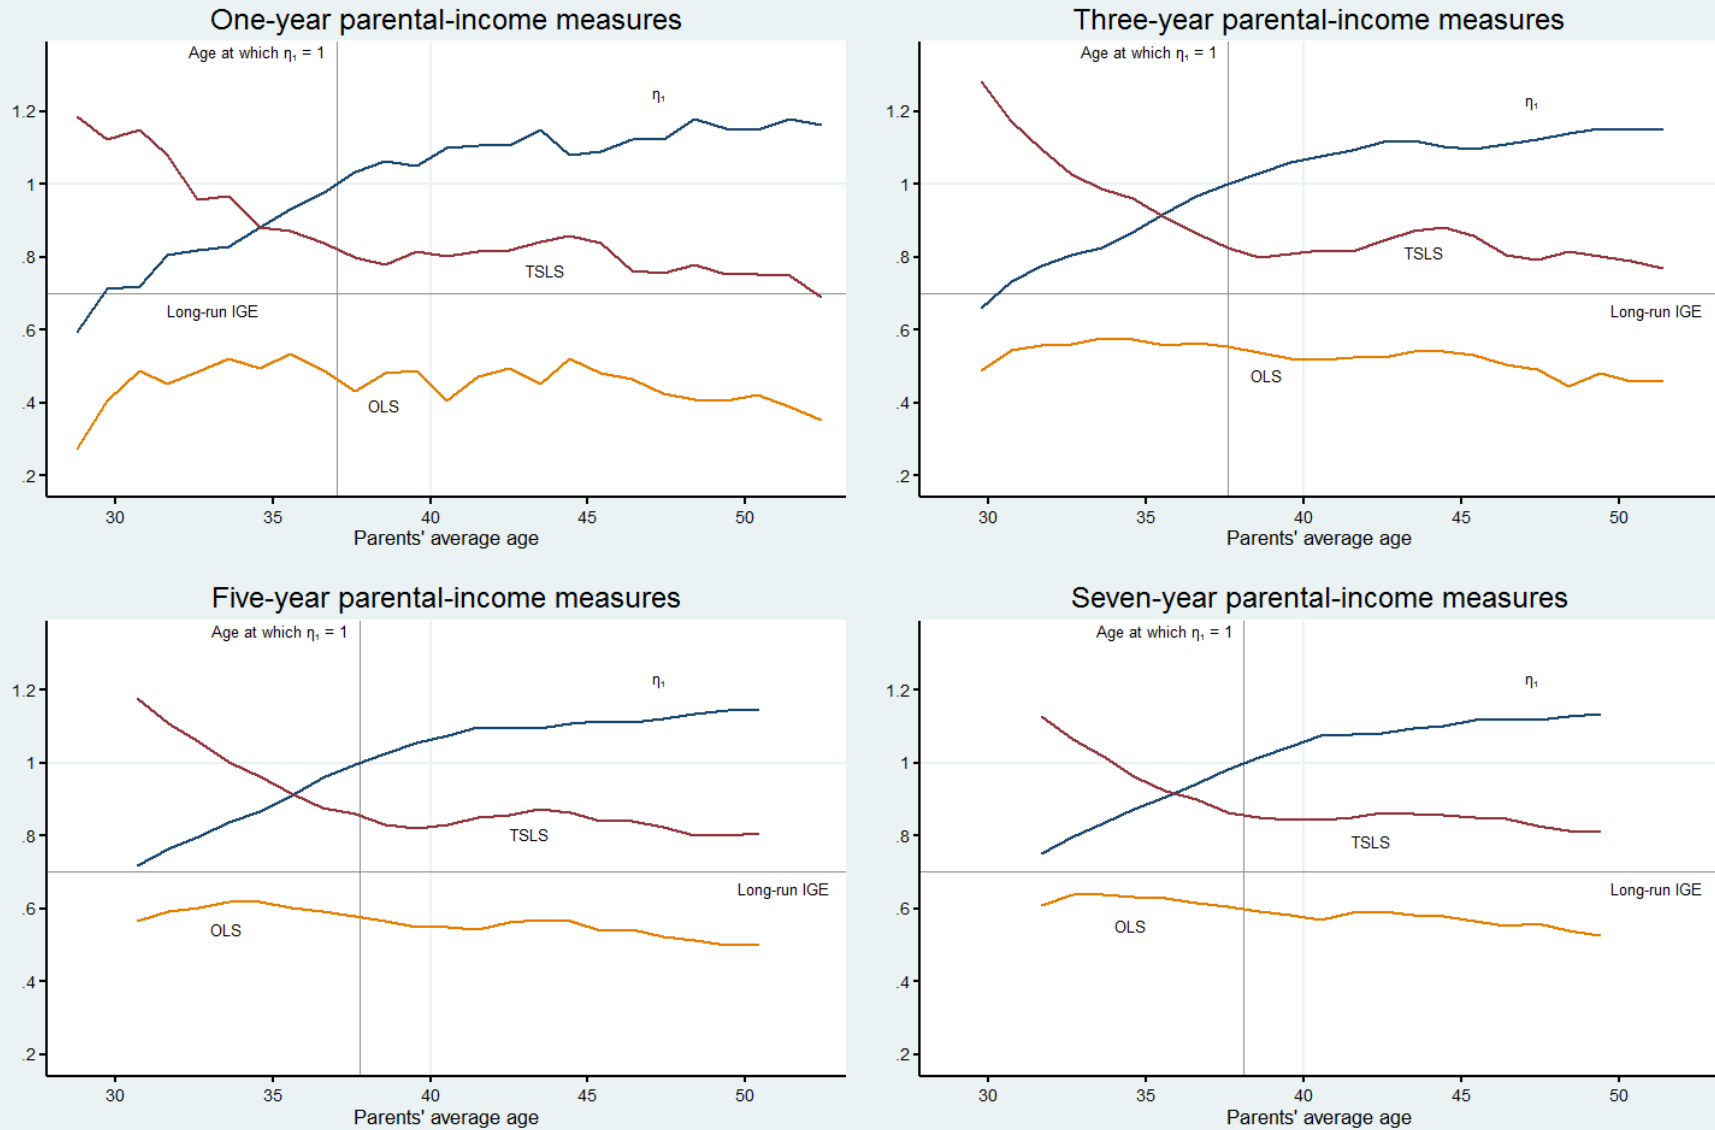 One-year parental-income measures
Age at which η₁ = 1
η₁
1.2
1
.8
.6
.4
.2
TSLS
Long-run IGE
OLS
30 35 40 45 50
Parents' average age
Three-year parental-income measures
Age at which η₁ = 1
η₁
1.2
1
.8
.6
.4
.2
TSLS
Long-run IGE
OLS
30 35 40 45 50
Parents' average age
Five-year parental-income measures
Age at which η₁ = 1
η₁
1.2
1
.8
.6
.4
.2
TSLS
Long-run IGE
OLS
30 35 40 45 50
Parents' average age
Seven-year parental-income measures
Age at which η₁ = 1
η₁
1.2
1
.8
.6
.4
.2
TSLS
Long-run IGE
OLS
30 35 40 45 50
Parents' average age